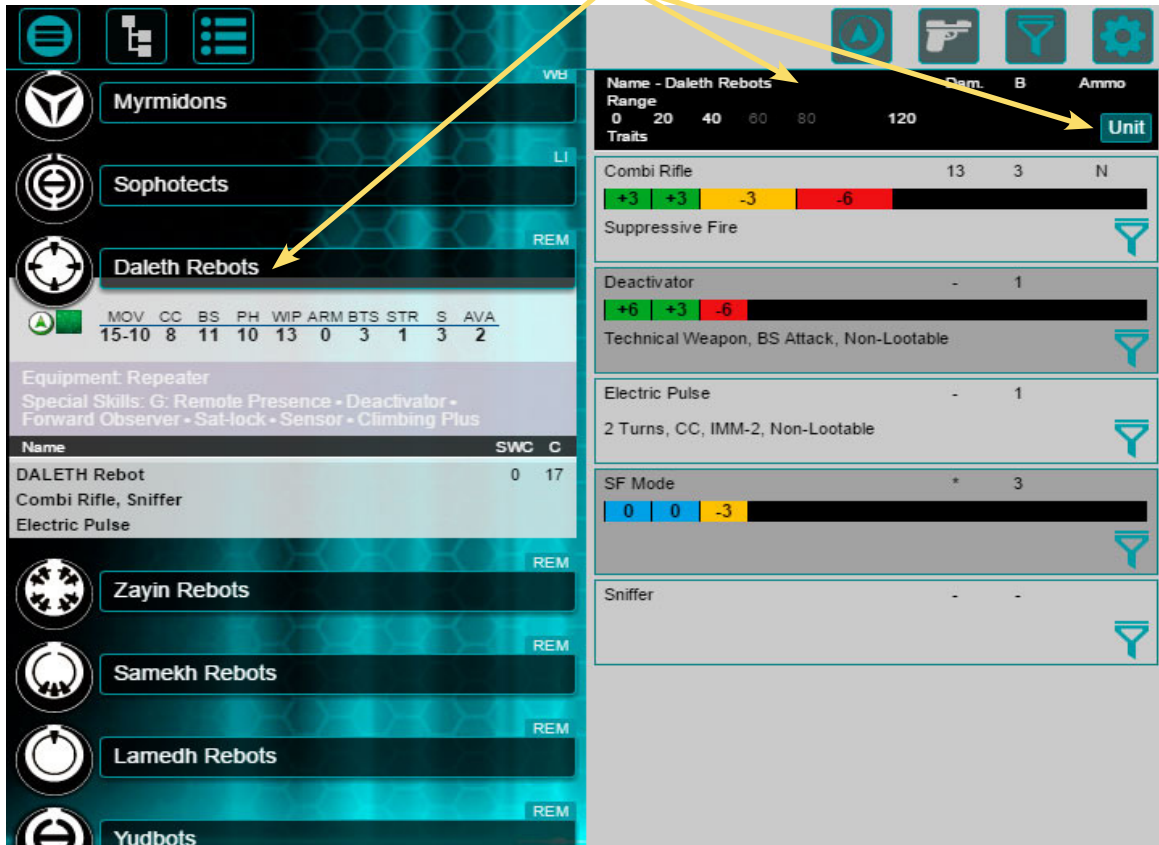 WB
Myrmidons
LI
Sophotects
REM
Daleth Rebots
MOV CC BS PH WIP ARM BTS STR S AVA
15-10 8 11 10 13 0 3 1 3 2
Equipment: Repeater
Special Skills: G: Remote Presence • Deactivator •
Forward Observer • Sat-lock • Sensor • Climbing Plus
Name SWC C
DALETH Rebot 0 17
Combi Rifle, Sniffer
Electric Pulse
REM
Zayin Rebots
REM
Samekh Rebots
REM
Lamedh Rebots
REM
Yudbots
Name - Daleth Rebots Dam. B Ammo
Range
0 20 40 60 80 120
Unit
Traits
Combi Rifle 13 3 N
+3 +3 -3 -6
Suppressive Fire
Deactivator - 1
+6 +3 -6
Technical Weapon, BS Attack, Non-Lootable
Electric Pulse - 1
2 Turns, CC, IMM-2, Non-Lootable
SF Mode * 3
0 0 -3
Sniffer - -